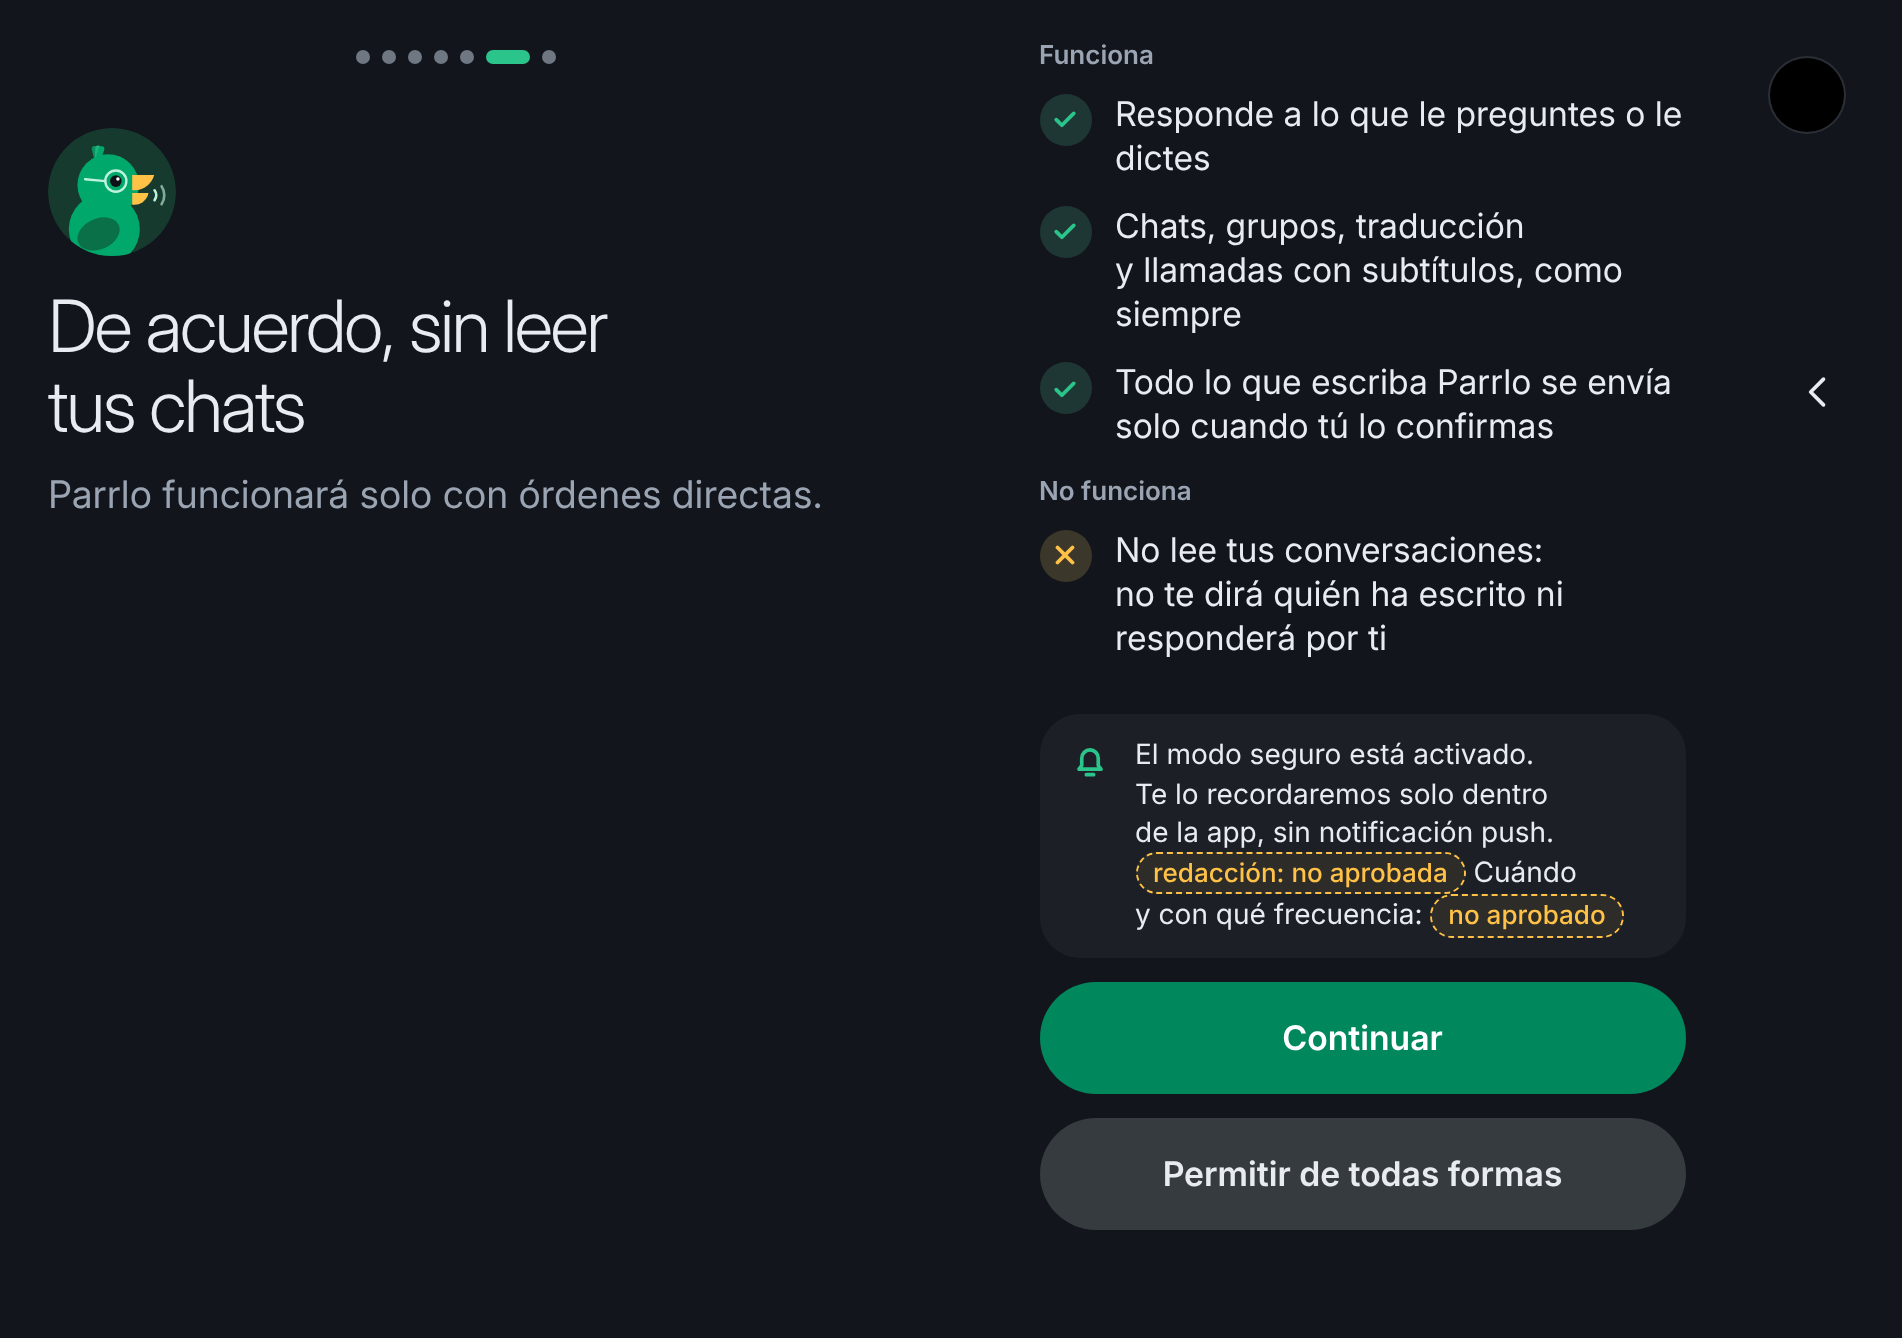 De acuerdo, sin leer
tus chats
Parrlo funcionará solo con órdenes directas.
Funciona
Responde a lo que le preguntes o le
dictes
Chats, grupos, traducción
y llamadas con subtítulos, como
siempre
Todo lo que escriba Parrlo se envía
solo cuando tú lo confirmas
No funciona
No lee tus conversaciones:
no te dirá quién ha escrito ni
responderá por ti
El modo seguro está activado.
Te lo recordaremos solo dentro
de la app, sin notificación push.
redacción: no aprobada Cuándo
y con qué frecuencia: no aprobado
Continuar
Permitir de todas formas